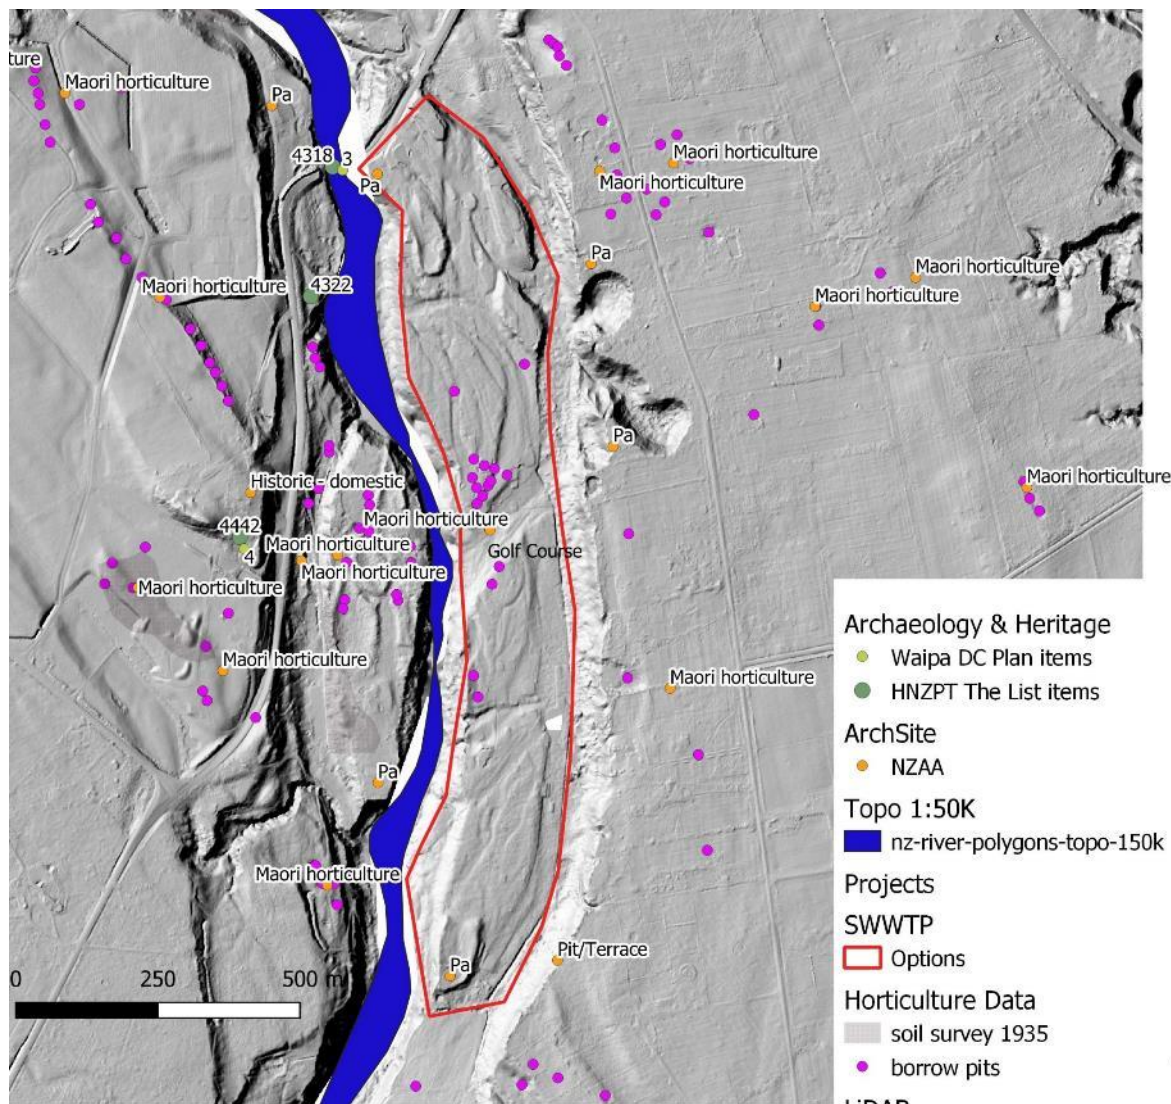 ture
Maori horticulture
Pa
4318
3
Pa
Maori horticulture
Maori horticulture
Pa
Maori horticulture
4322
Maori horticulture
Maori horticulture
Pa
Historic - domestic
Maori horticulture
Maori horticulture
4442
4
Maori horticulture
Golf Course
Maori horticulture
Maori horticulture
Maori horticulture
Maori horticulture
Pa
Maori horticulture
Pit/Terrace
Pa
0
250
500 m
Archaeology & Heritage
Waipa DC Plan items
HNZPT The List items
ArchSite
NZAA
Topo 1:50K
nz-river-polygons-topo-150k
Projects
SWWTP
Options
Horticulture Data
soil survey 1935
borrow pits